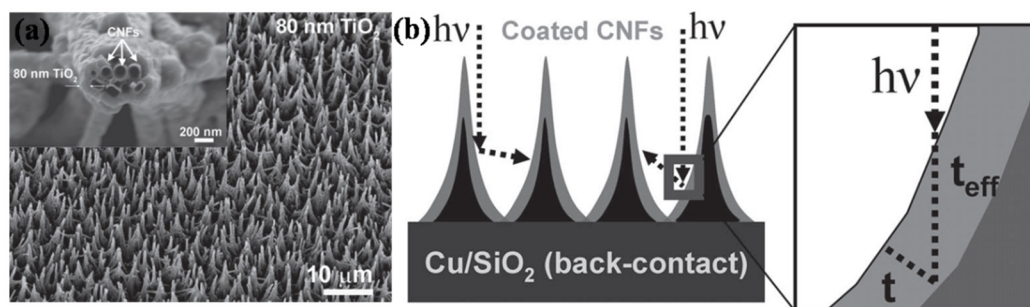 (a)
CNFs
80 nm TiO₂
200 nm
80 nm TiO₂
10 μm
(b)
hν
Coated CNFs
hν
Cu/SiO₂ (back-contact)
hν
t_eff
t